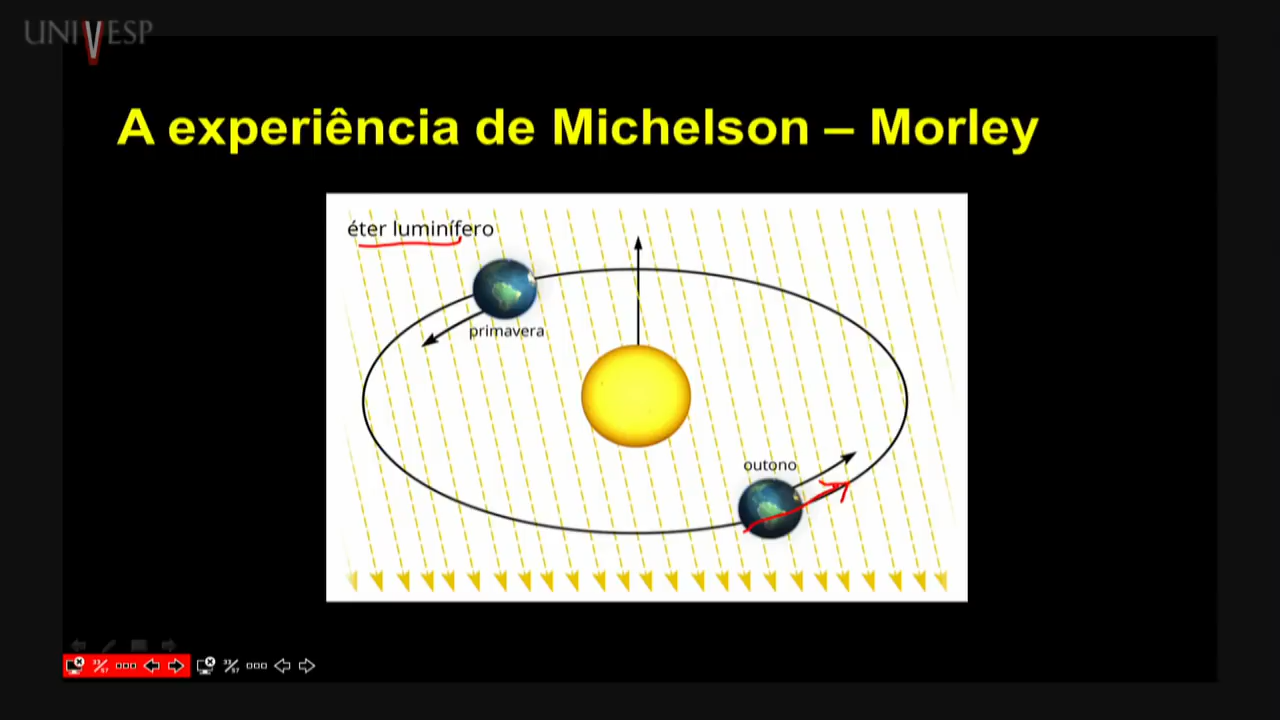 UNIVESP
A experiência de Michelson – Morley
éter luminífero
primavera
outono